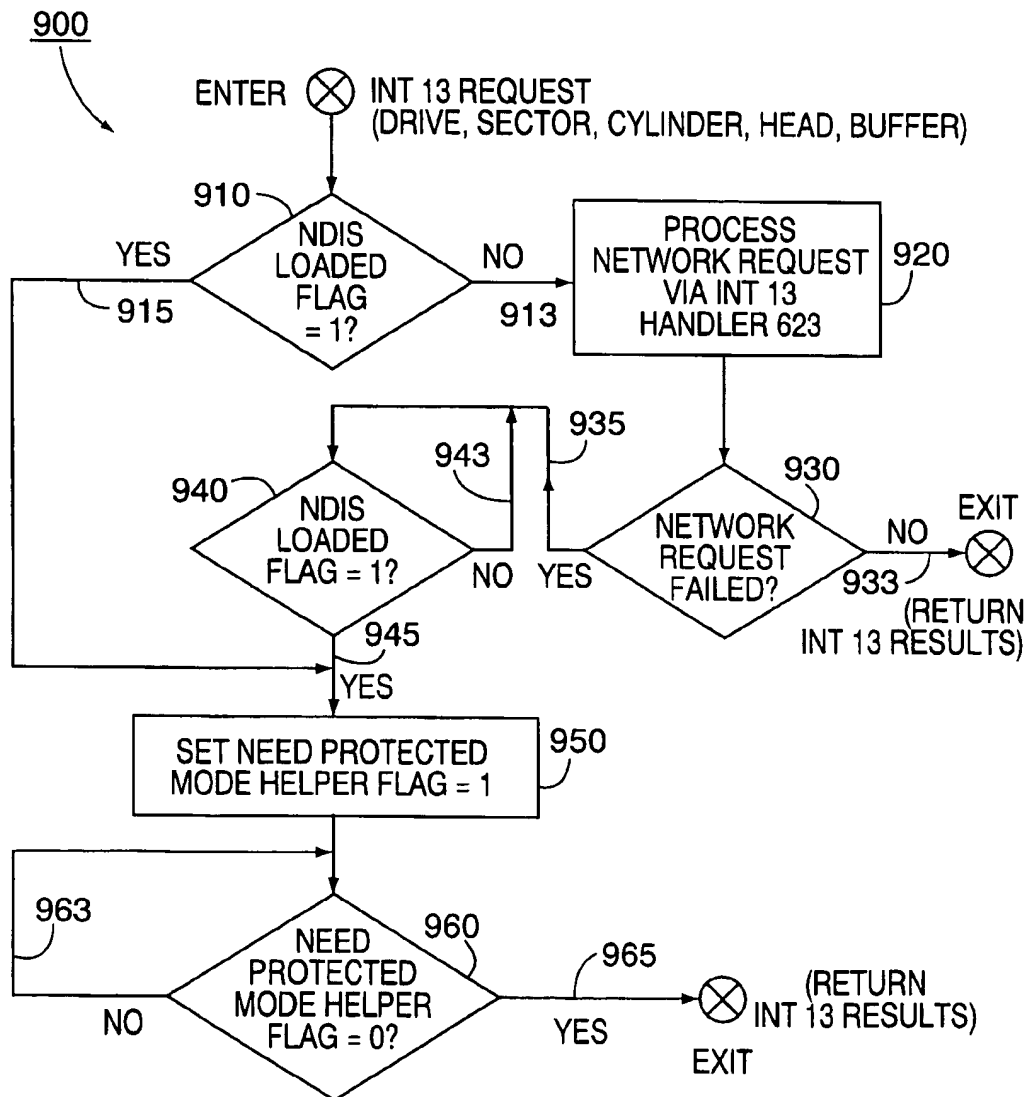 900
ENTER
INT 13 REQUEST
(DRIVE, SECTOR, CYLINDER, HEAD, BUFFER)
910
NDIS
LOADED
FLAG
= 1?
YES
915
NO
913
PROCESS
NETWORK REQUEST
VIA INT 13
HANDLER 623
920
935
943
940
NDIS
LOADED
FLAG = 1?
NO
YES
930
NETWORK
REQUEST
FAILED?
NO
933
EXIT
(RETURN
INT 13 RESULTS)
945
YES
SET NEED PROTECTED
MODE HELPER FLAG = 1
950
963
NO
960
NEED
PROTECTED
MODE HELPER
FLAG = 0?
965
YES
(RETURN
INT 13 RESULTS)
EXIT